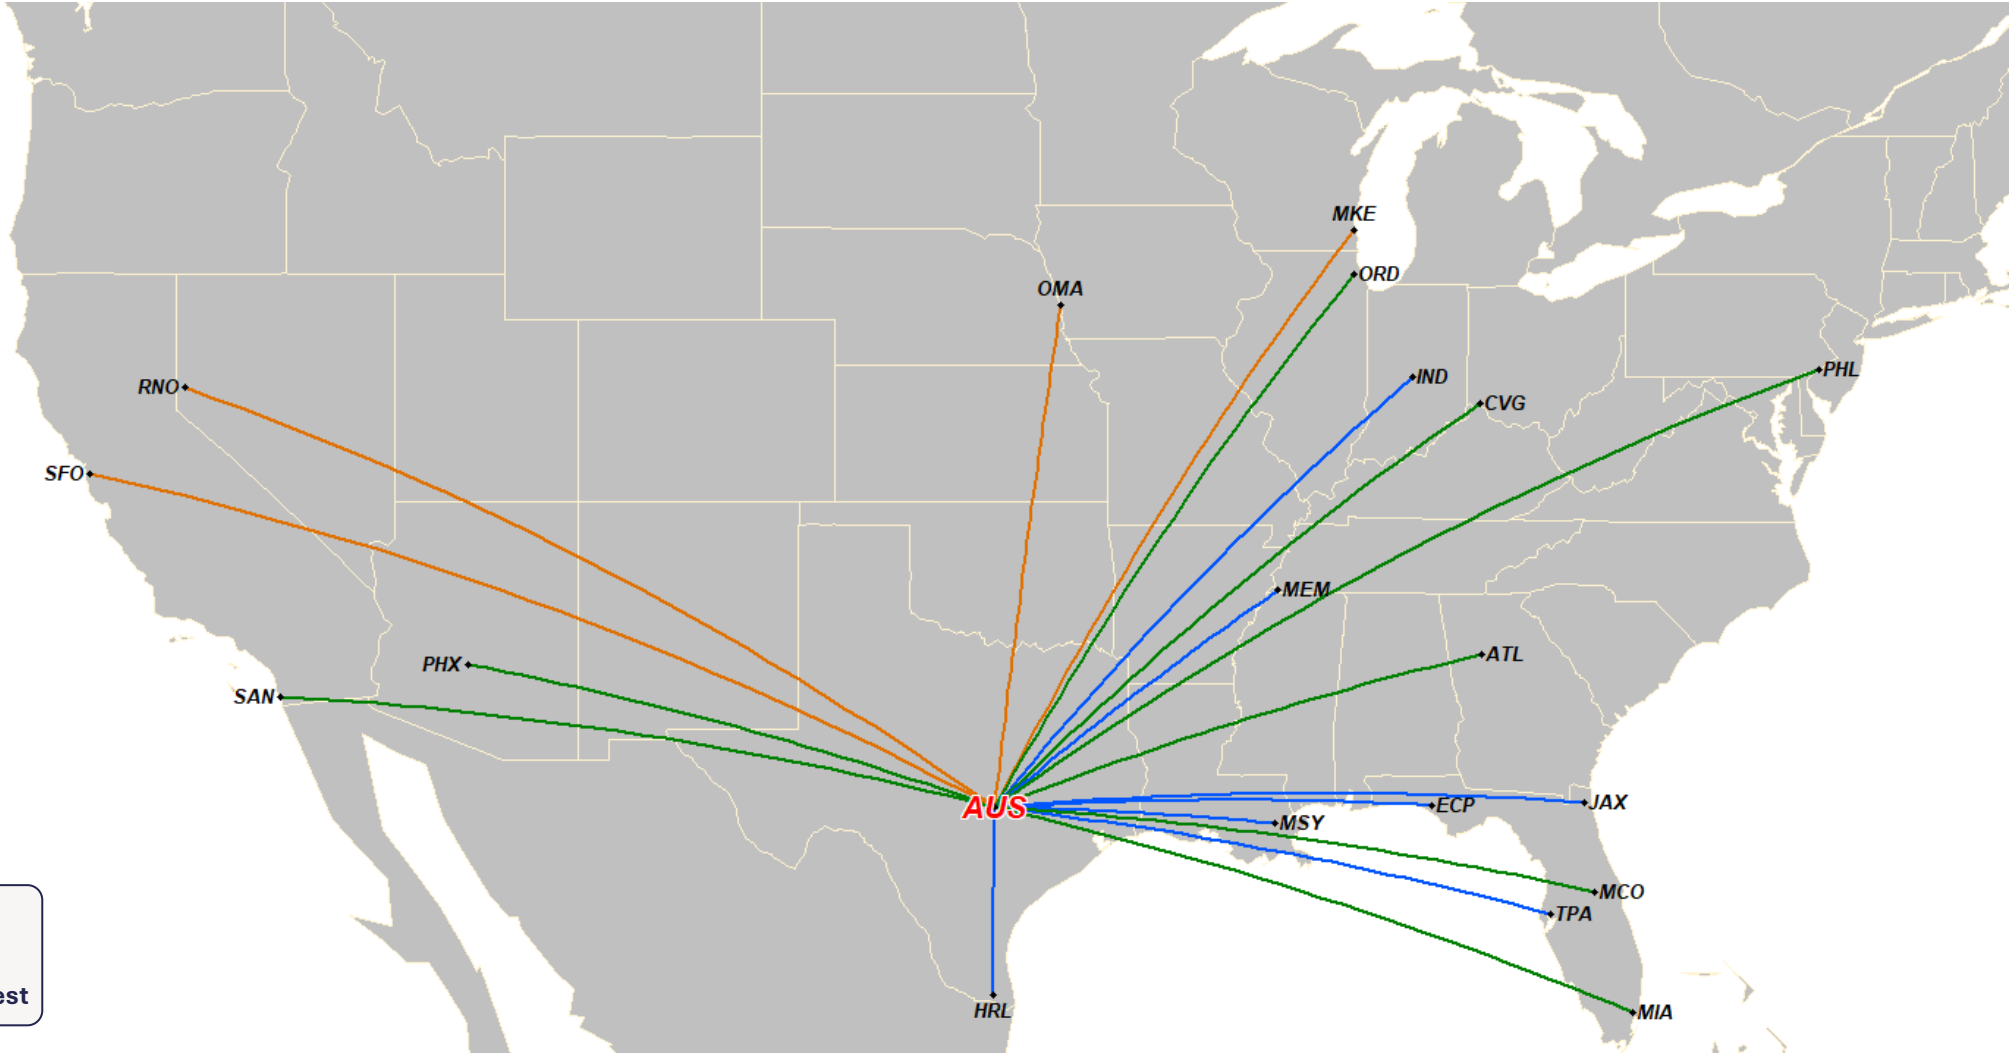 MKE
ORD
OMA
IND
PHL
RNO
CVG
SFO
MEM
ATL
PHX
SAN
AUS
ECP
JAX
MSY
MCO
TPA
est
HRL
MIA